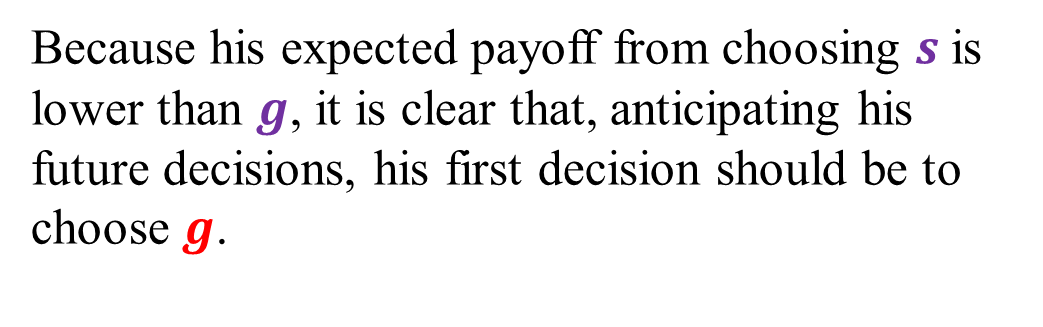 Because his expected payoff from choosing s is
lower than g, it is clear that, anticipating his
future decisions, his first decision should be to
choose g.